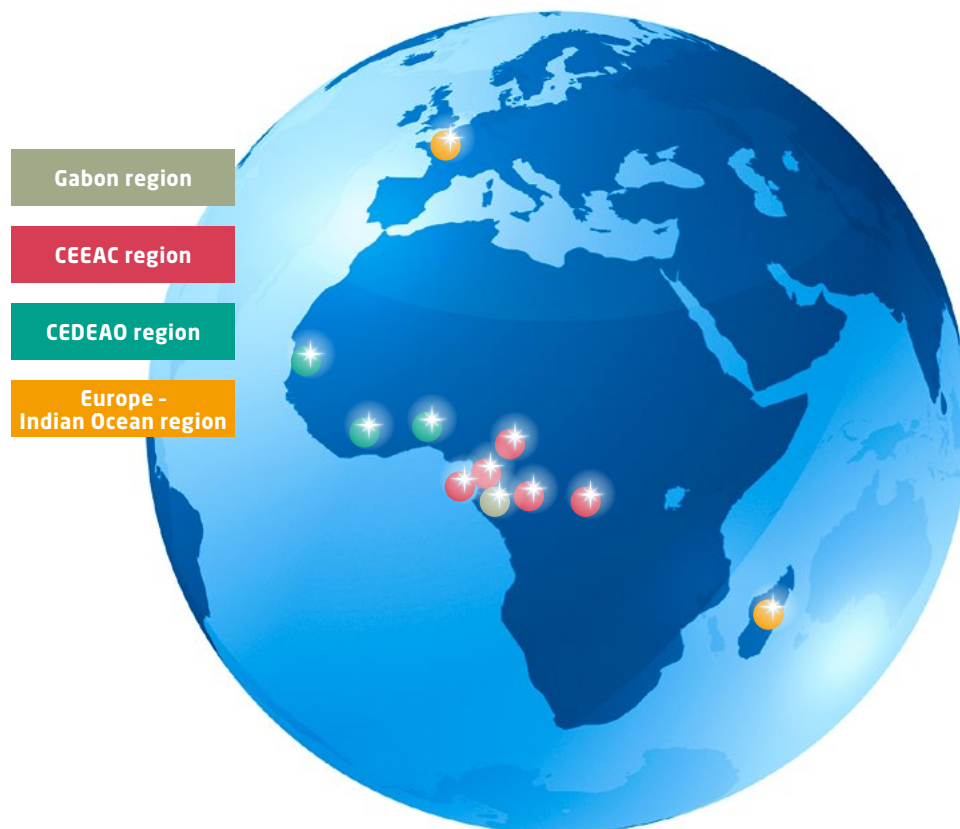 Gabon region
CEEAC region
CEDEAO region
Europe -
Indian Ocean region